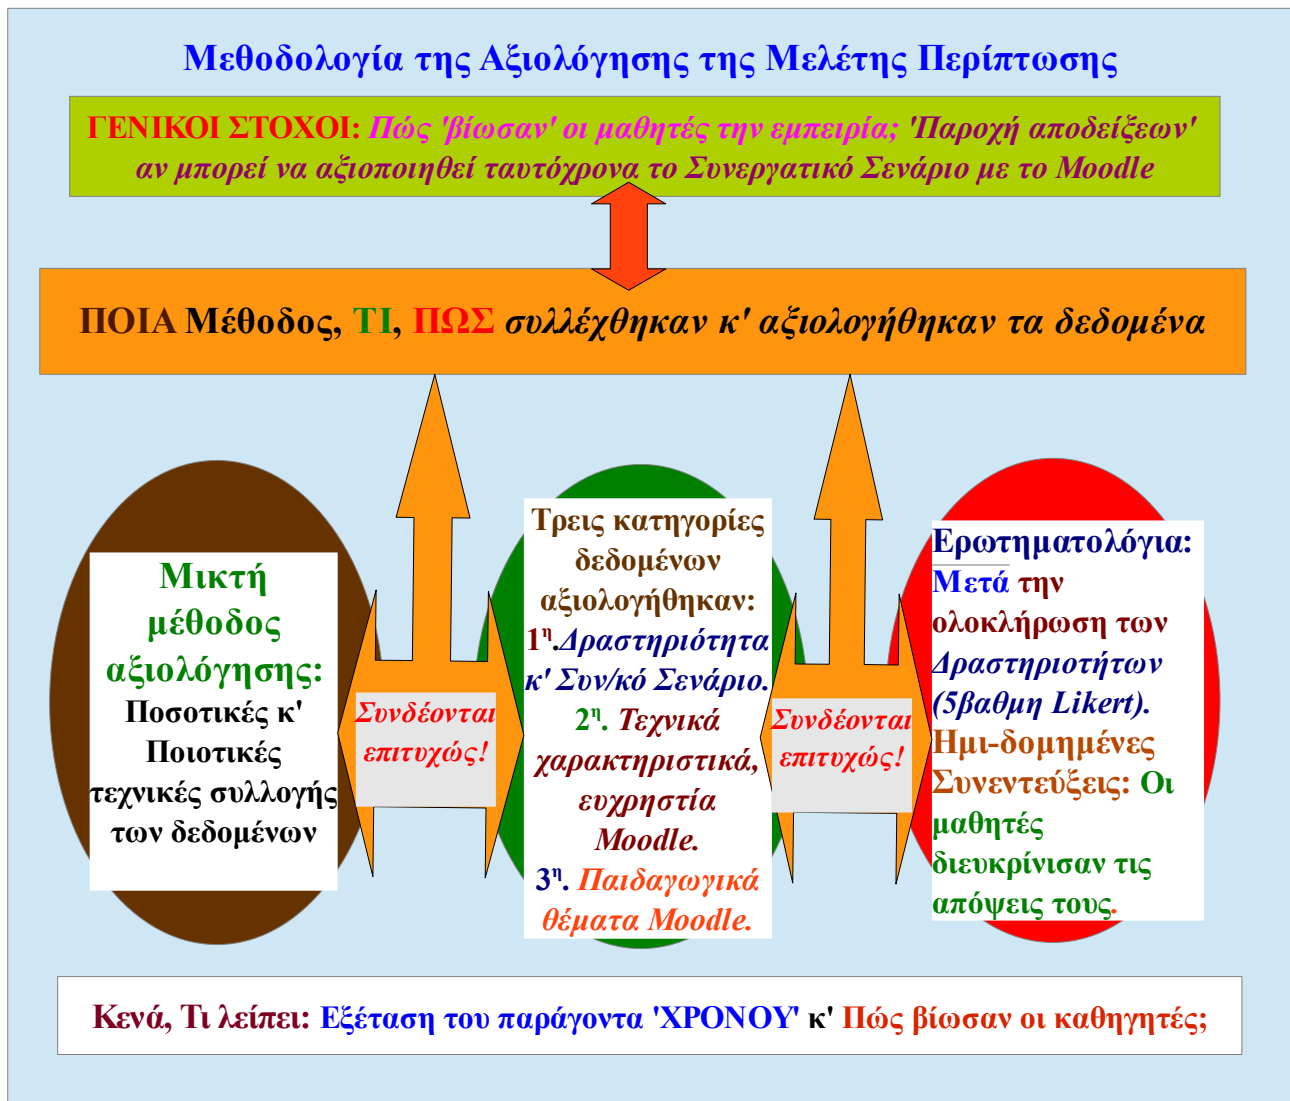 Μεθοδολογία της Αξιολόγησης της Μελέτης Περίπτωσης
ΓΕΝΙΚΟΙ ΣΤΟΧΟΙ: Πώς 'βίωσαν' οι μαθητές την εμπειρία; 'Παροχή αποδείξεων'
αν μπορεί να αξιοποιηθεί ταυτόχρονα το Συνεργατικό Σενάριο με το Moodle
ΠΟΙΑ Μέθοδος, ΤΙ, ΠΩΣ συλλέχθηκαν κ' αξιολογήθηκαν τα δεδομένα
Μικτή
μέθοδος
αξιολόγησης:
Ποσοτικές κ'
Ποιοτικές
τεχνικές συλλογής
των δεδομένων
Συνδέονται
επιτυχώς!
Τρεις κατηγορίες
δεδομένων
αξιολογήθηκαν:
1η.Δραστηριότητα
κ' Συν/κό Σενάριο.
2η. Τεχνικά
χαρακτηριστικά,
ευχρηστία
Moodle.
3η. Παιδαγωγικά
θέματα Moodle.
Συνδέονται
επιτυχώς!
Ερωτηματολόγια:
Μετά την
ολοκλήρωση των
Δραστηριοτήτων
(5βαθμη Likert).
Ημι-δομημένες
Συνεντεύξεις: Οι
μαθητές
διευκρίνισαν τις
απόψεις τους.
Κενά, Τι λείπει: Εξέταση του παράγοντα 'ΧΡΟΝΟΥ' κ' Πώς βίωσαν οι καθηγητές;